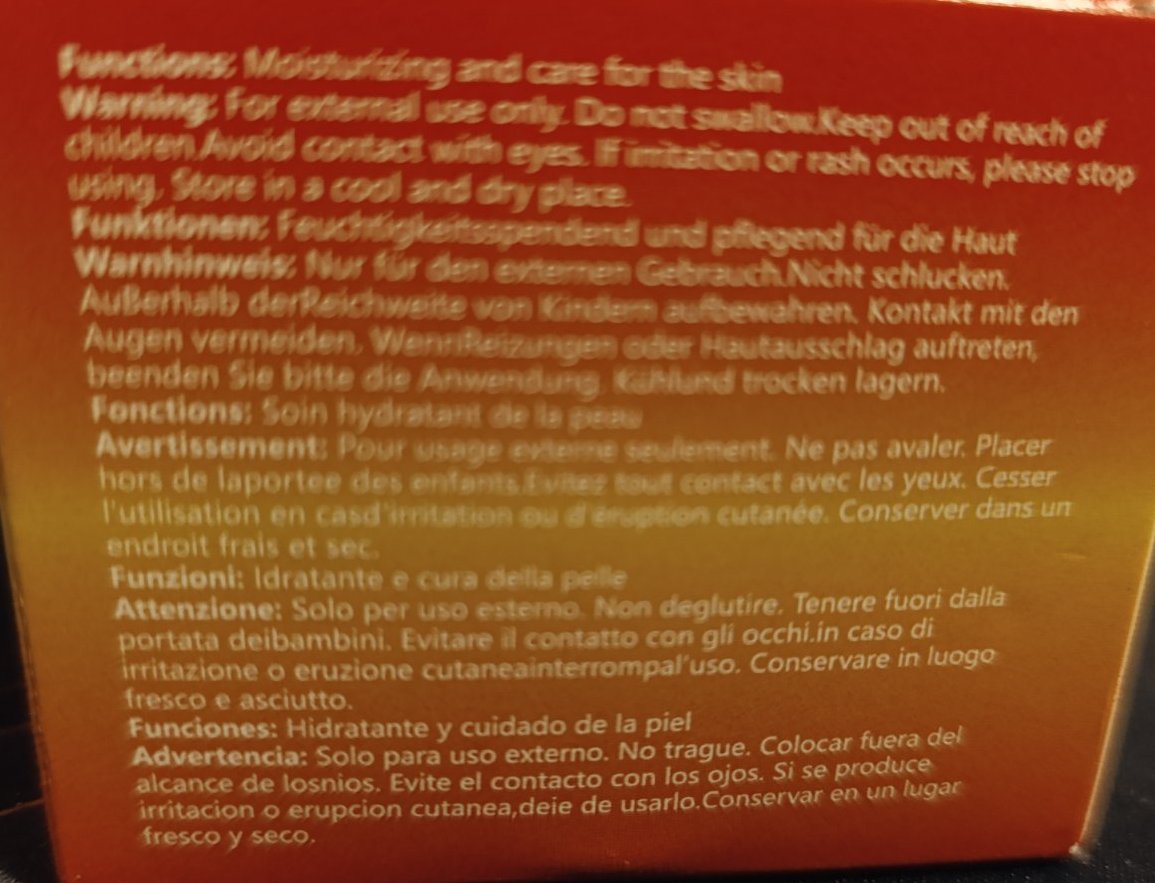 Functions: Moisturizing and care for the skin
Warning: For external use only. Do not swallow.Keep out of reach of
children.Avoid contact with eyes. If irritation or rash occurs, please stop
using. Store in a cool and dry place.
Funktionen: Feuchtigkeitsspendend und pflegend für die Haut
Warnhinweis: Nur für den externen Gebrauch.Nicht schlucken.
Außerhalb derReichweite von Kindern aufbewahren. Kontakt mit den
Augen vermeiden. WennReizungen oder Hautausschlag auftreten,
beenden Sie bitte die Anwendung. Kühlund trocken lagern.
Fonctions: Soin hydratant de la peau
Avertissement: Pour usage externe seulement. Ne pas avaler. Placer
hors de laportee des enfants.Evitez tout contact avec les yeux. Cesser
l'utilisation en casd'irritation ou d'éruption cutanée. Conserver dans un
endroit frais et sec.
Funzioni: Idratante e cura della pelle
Attenzione: Solo per uso esterno. Non deglutire. Tenere fuori dalla
portata deibambini. Evitare il contatto con gli occhi.in caso di
irritazione o eruzione cutaneainterrompal'uso. Conservare in luogo
fresco e asciutto.
Funciones: Hidratante y cuidado de la piel
Advertencia: Solo para uso externo. No trague. Colocar fuera del
alcance de losnios. Evite el contacto con los ojos. Si se produce
irritacion o erupcion cutanea,deie de usarlo.Conservar en un lugar
fresco y seco.